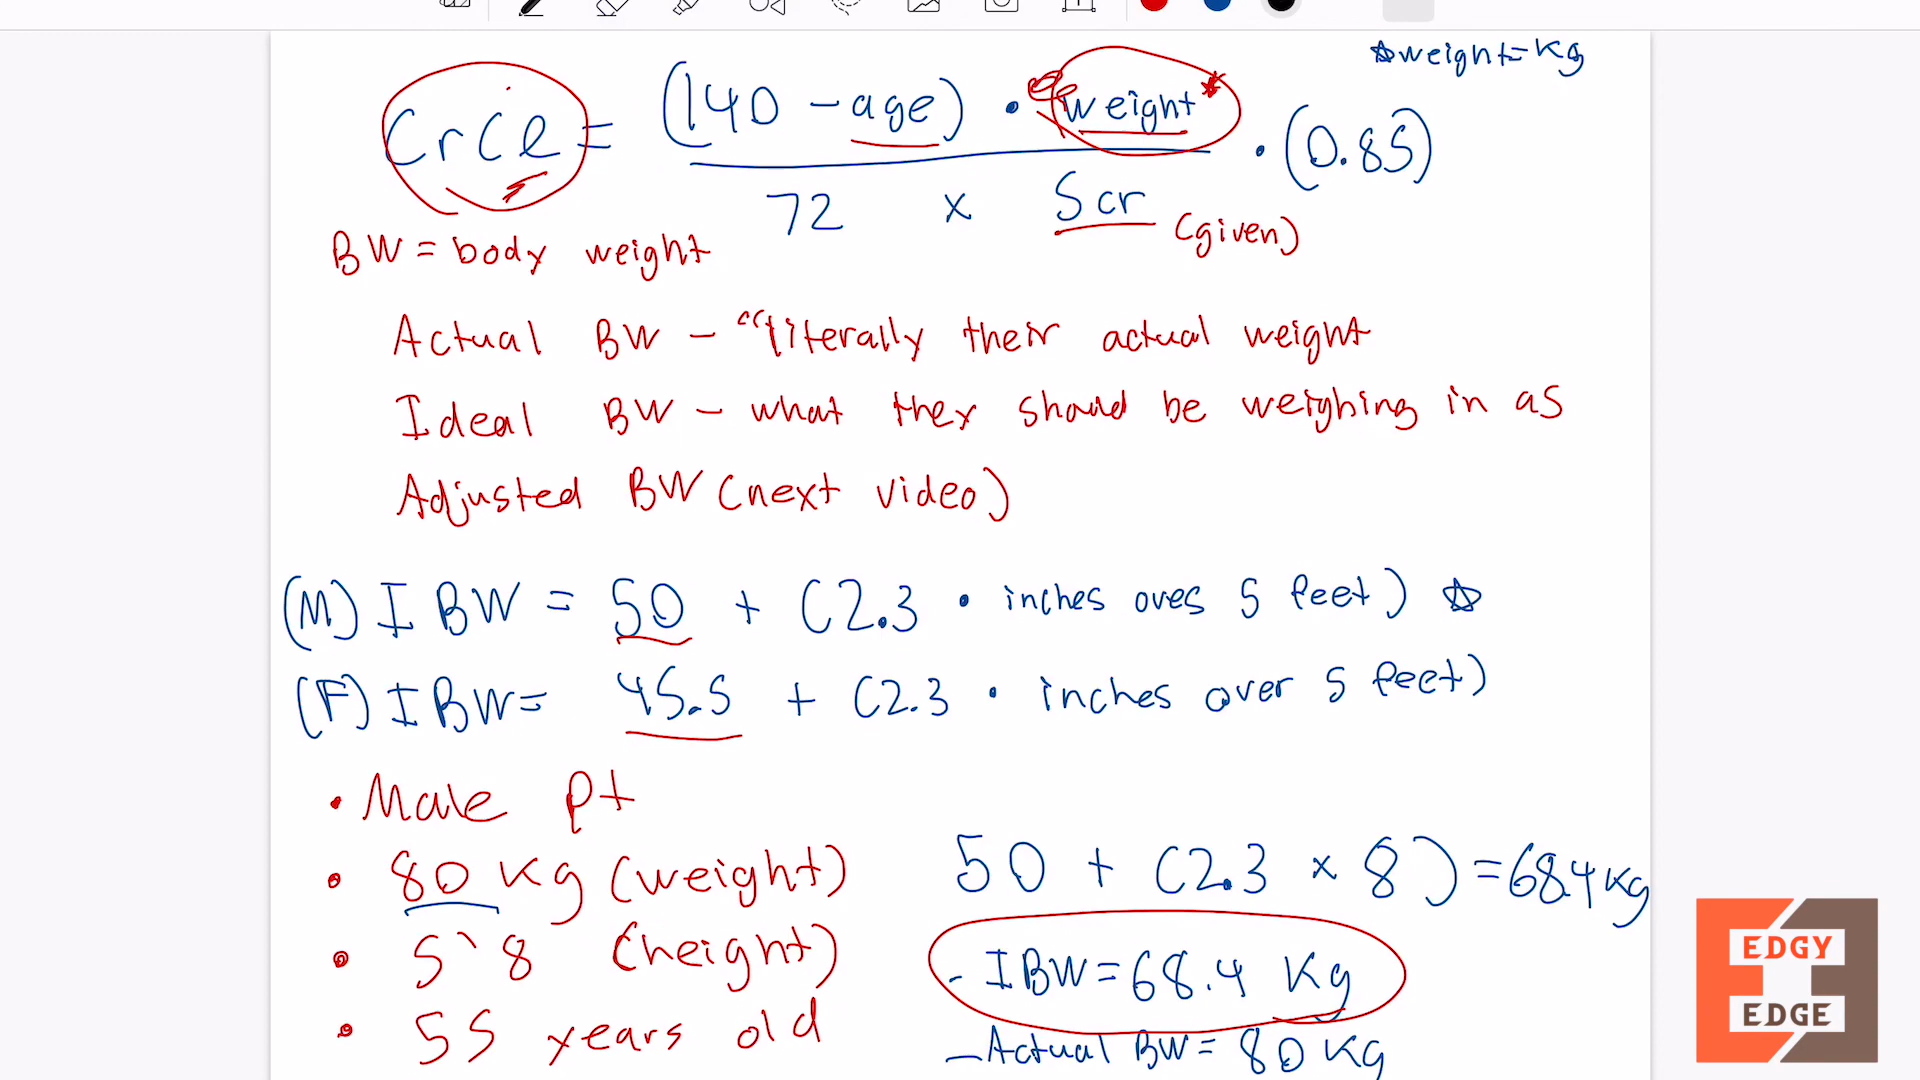 ☆weight=Kg
CrCl = (140 - age) • weight* • (0.85)
72 x Scr (given)
BW = body weight
Actual BW - "literally their actual weight
Ideal BW - what they should be weighing in as
Adjusted BW (next video)
(M) IBW = 50 + (2.3 • inches over 5 feet) ☆
(F) IBW= 45.5 + (2.3 • inches over 5 feet)
• Male pt
• 80 Kg (weight)
• 5`8 (height)
• 55 years old
50 + (2.3 x 8) = 68.4 Kg
- IBW = 68.4 Kg
- Actual BW = 80 Kg
EDGY
EDGE